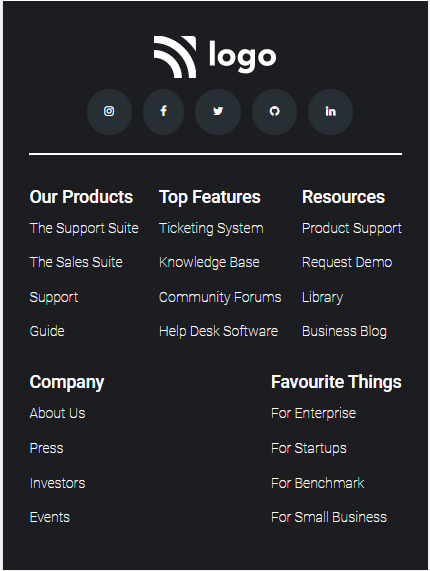 logo
Our Products
The Support Suite
The Sales Suite
Support
Guide
Top Features
Ticketing System
Knowledge Base
Community Forums
Help Desk Software
Resources
Product Support
Request Demo
Library
Business Blog
Company
About Us
Press
Investors
Events
Favourite Things
For Enterprise
For Startups
For Benchmark
For Small Business